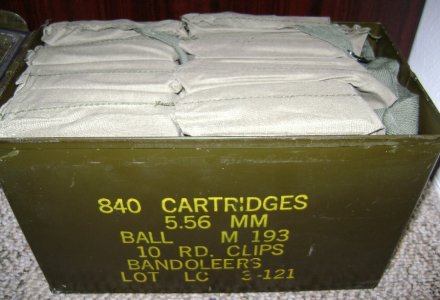 840 CARTRIDGES
5.56 MM
BALL M 193
10 RD. CLIPS
BANDOLEERS
LOT LC 3-121